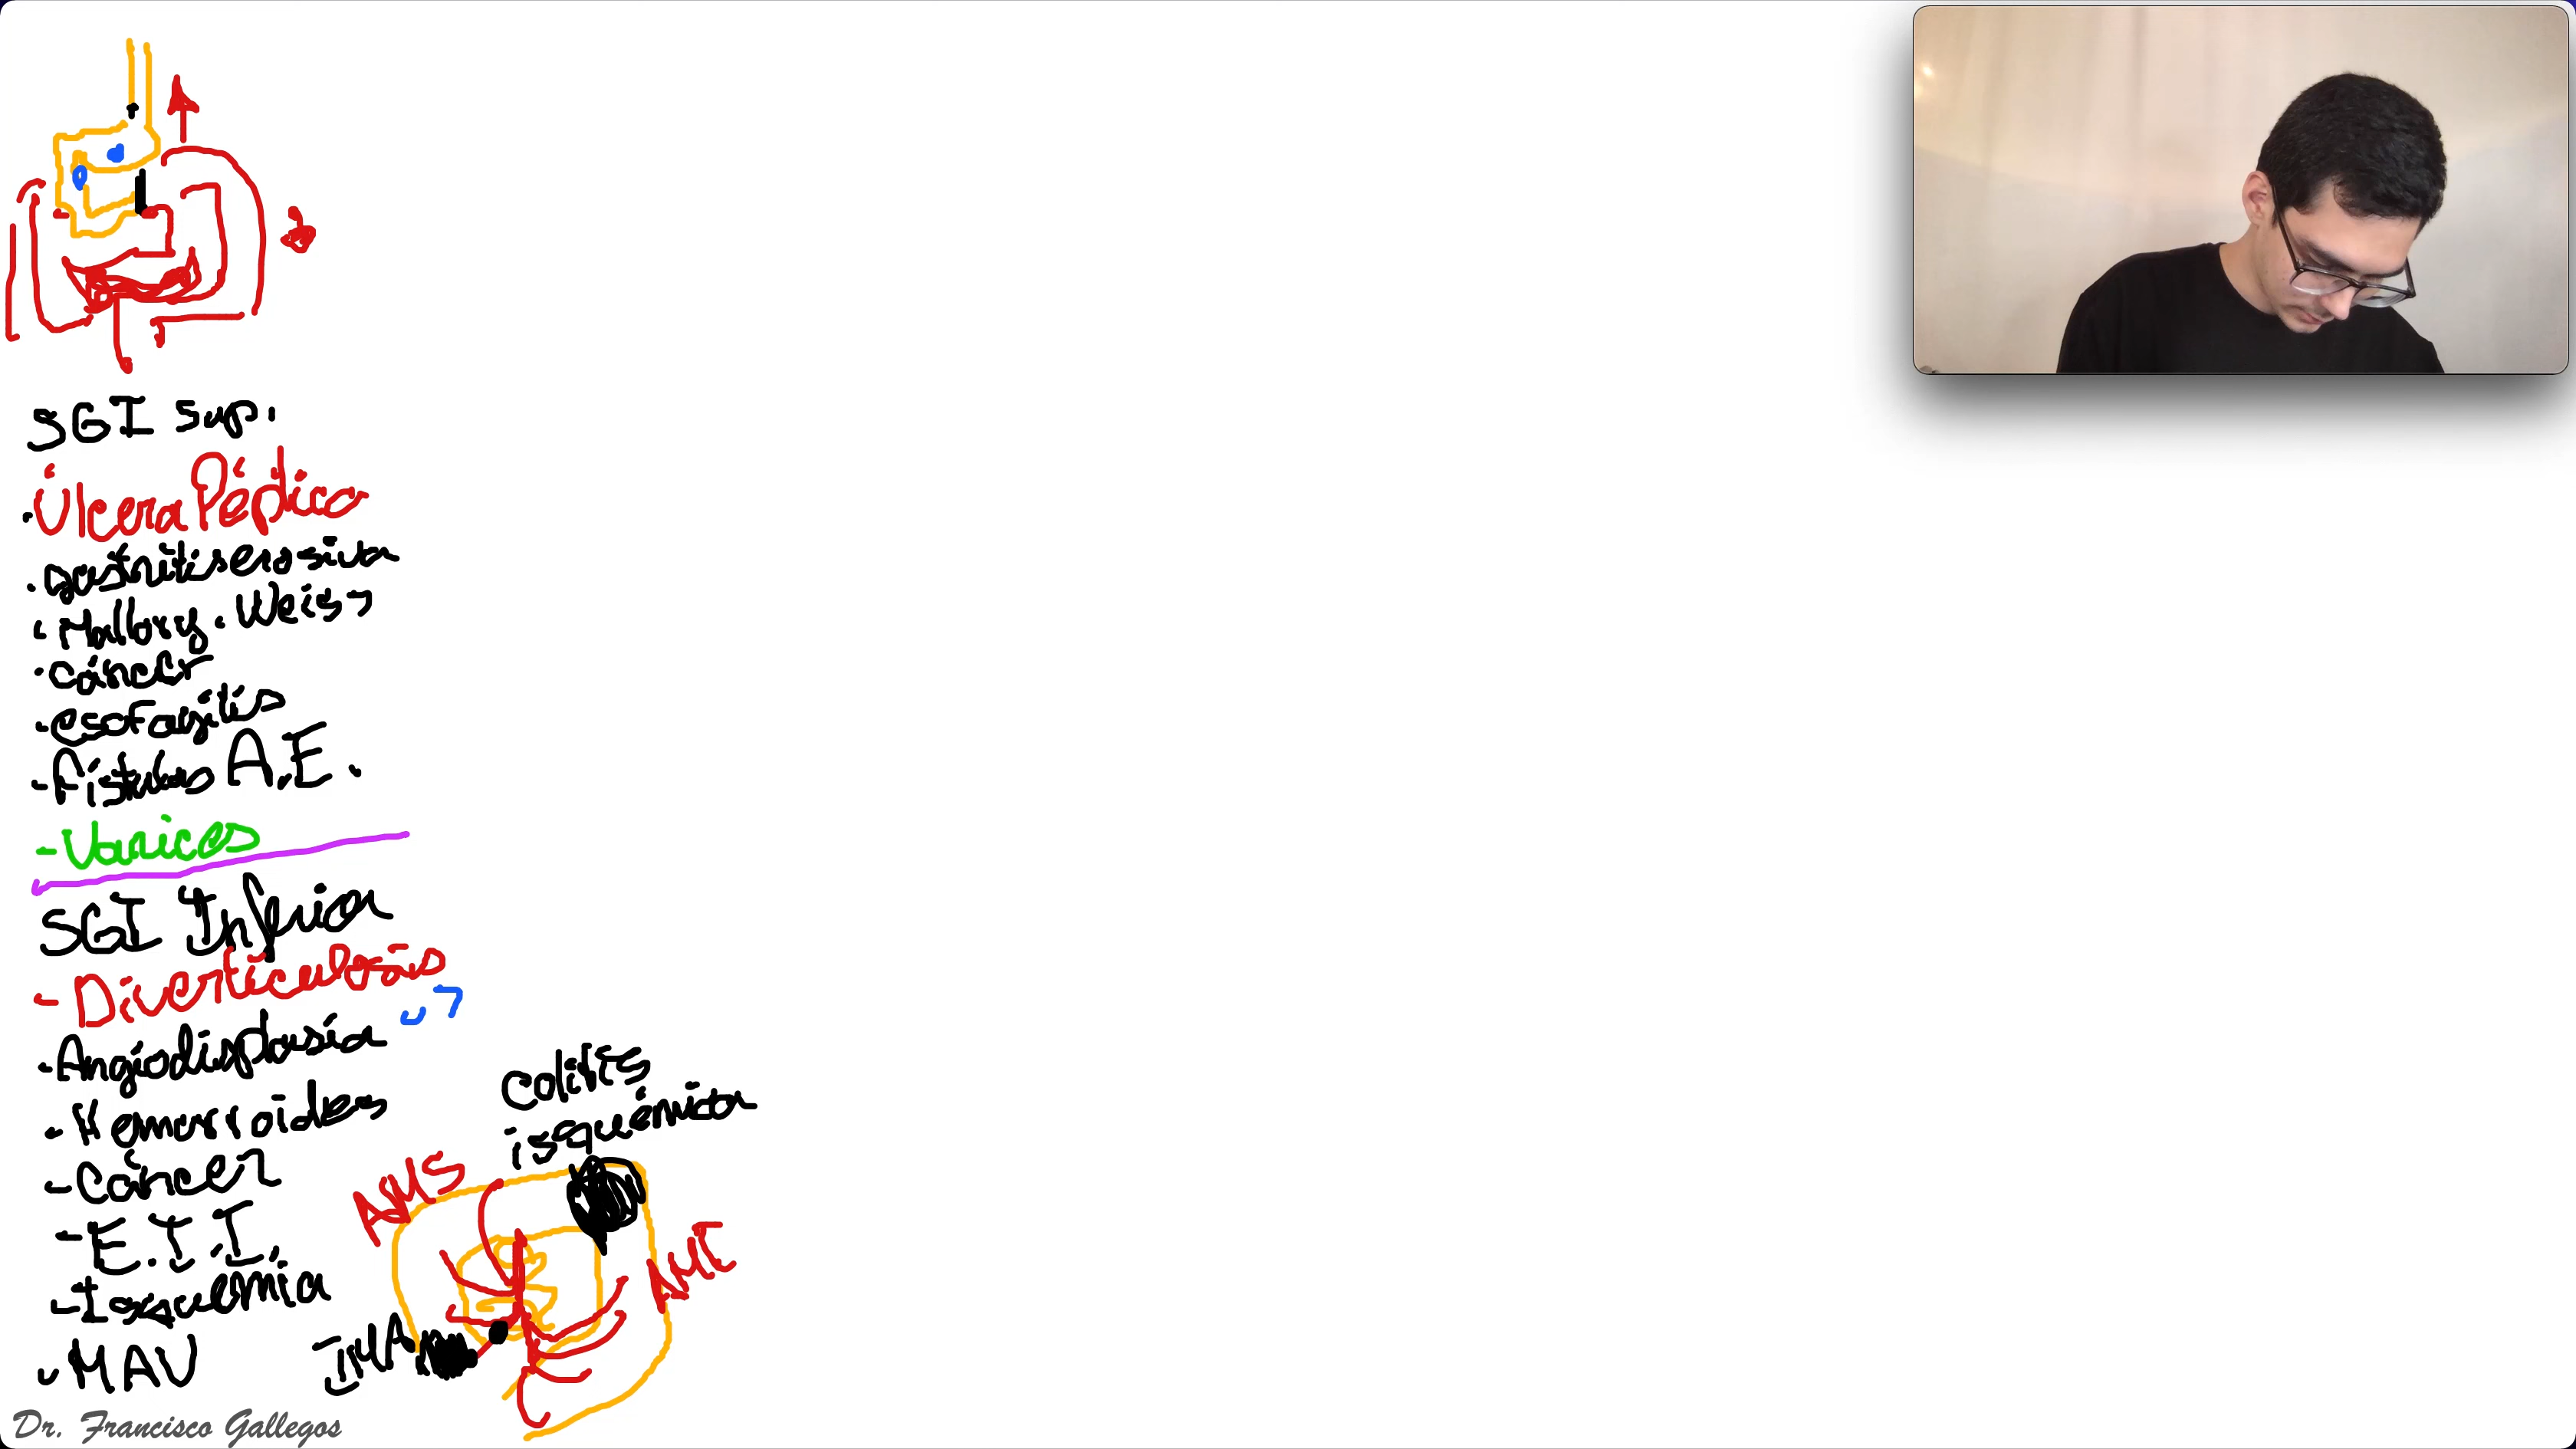 SGI Sup.
· Úlcera Péptica
· gastritis erosiva
· Mallory-Weiss
· cáncer
- esofagitis
- Fístulas A.E.
- Varices
SGI Inferior
- Diverticulosis
· Angiodisplasia
- Hemorroides
- Cáncer
- E.I.I.
- Isquemia
- MAV
colitis
isquémica
AMS
AMI
IMA
Dr. Francisco Gallegos